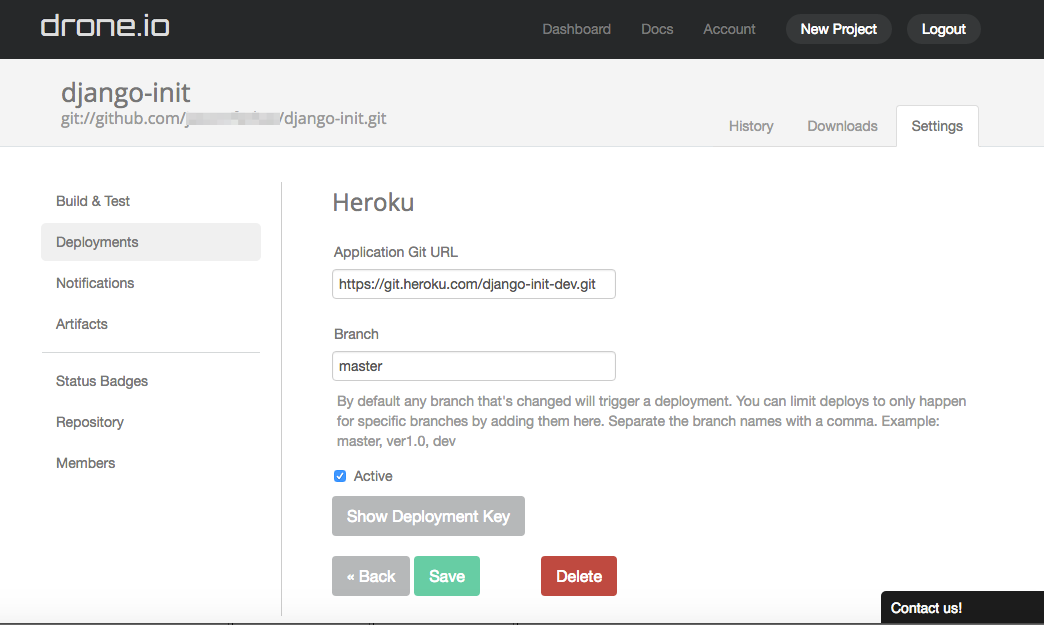 drone.io
Dashboard Docs Account New Project Logout
django-init
git://github.com/ /django-init.git
History Downloads Settings
Build & Test
Deployments
Notifications
Artifacts
Status Badges
Repository
Members
Heroku
Application Git URL
https://git.heroku.com/django-init-dev.git
Branch
master
By default any branch that's changed will trigger a deployment. You can limit deploys to only happen
for specific branches by adding them here. Separate the branch names with a comma. Example:
master, ver1.0, dev
Active
Show Deployment Key
« Back Save Delete
Contact us!